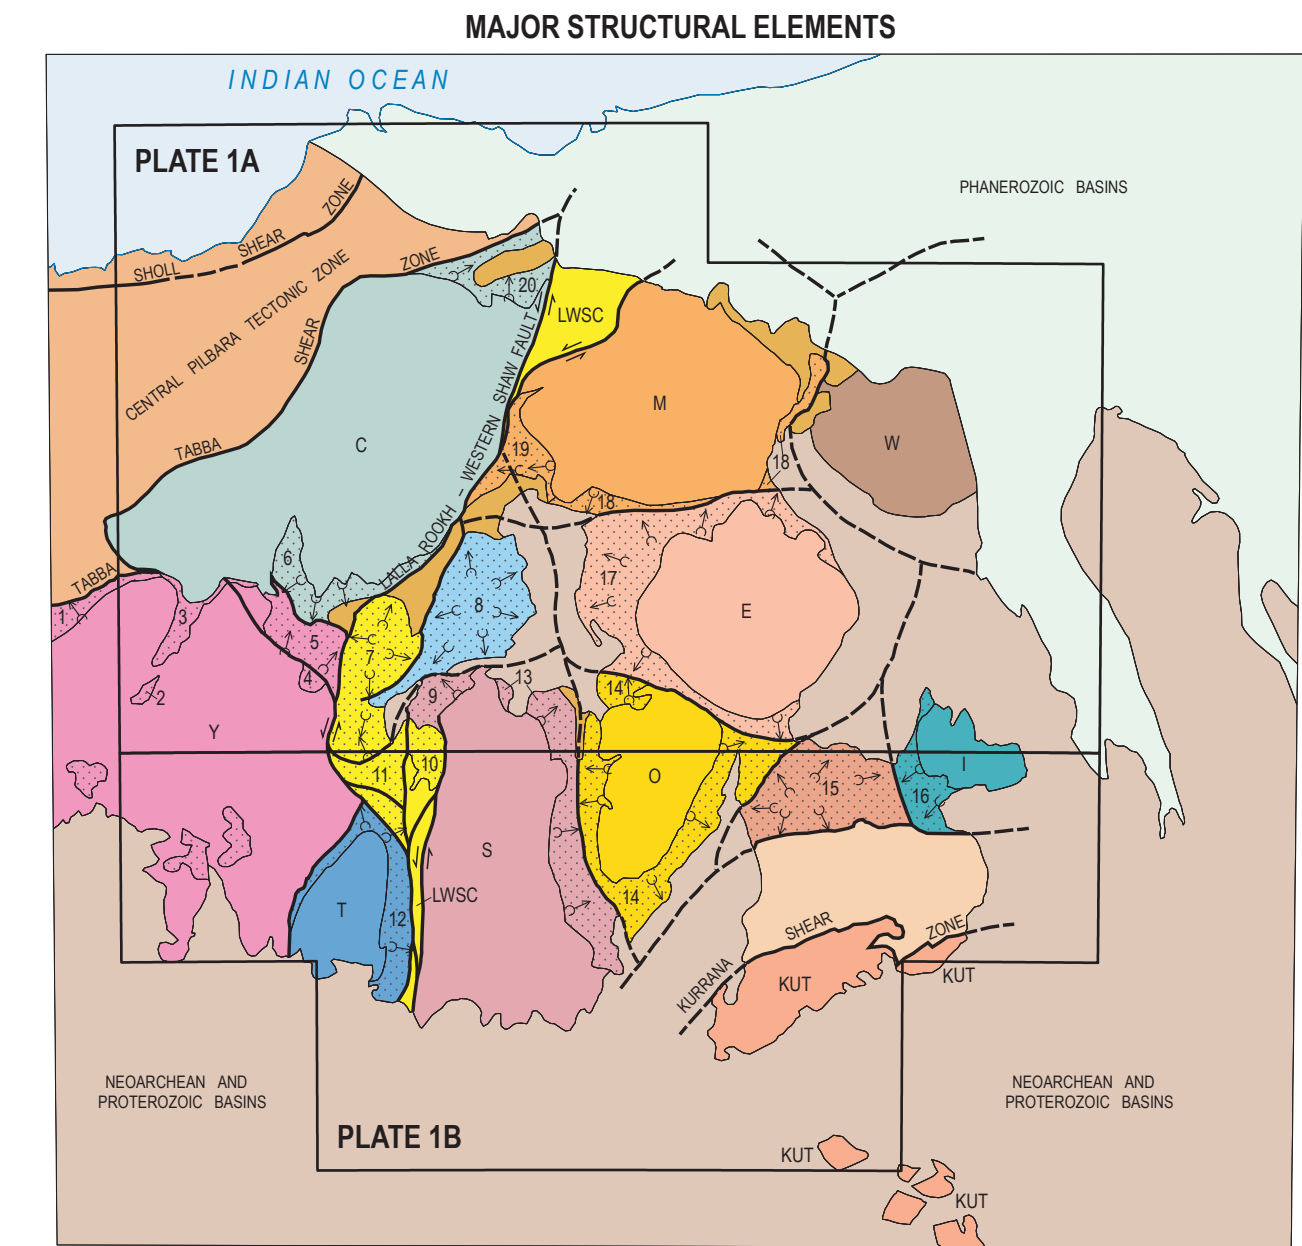 MAJOR STRUCTURAL ELEMENTS
INDIAN OCEAN
PLATE 1A
PHANEROZOIC BASINS
SHOLL SHEAR ZONE
CENTRAL PILBARA TECTONIC ZONE
TABBA SHEAR ZONE
20
LWSC
LALLA ROOKH – WESTERN SHAW FAULT
M
C
W
19
18
18
6
TABBA
17
E
8
1
3
5
7
4
2
9
13
14
Y
11
10
O
I
15
16
S
LWSC
14
T
12
KURRANA SHEAR ZONE
KUT
KUT
NEOARCHEAN AND
PROTEROZOIC BASINS
NEOARCHEAN AND
PROTEROZOIC BASINS
PLATE 1B
KUT
KUT